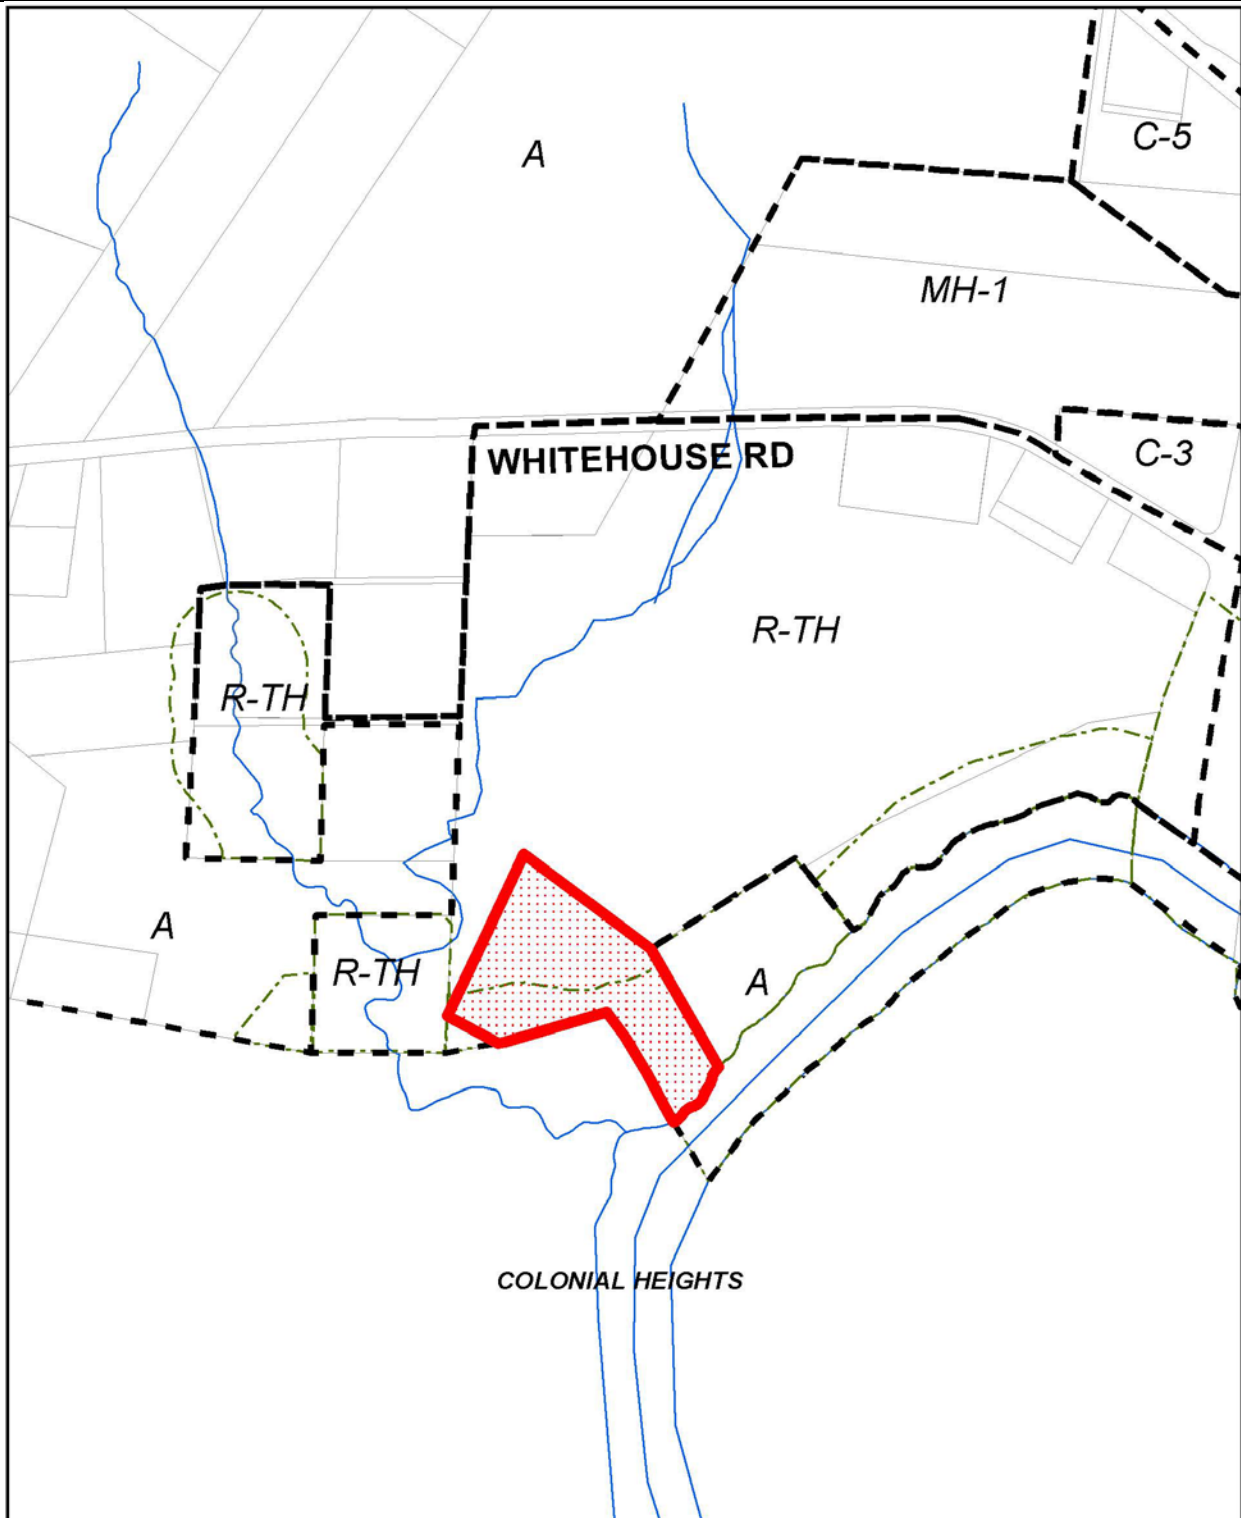 C-5
A
MH-1
C-3
WHITEHOUSE RD
R-TH
R-TH
A
R-TH
A
COLONIAL HEIGHTS